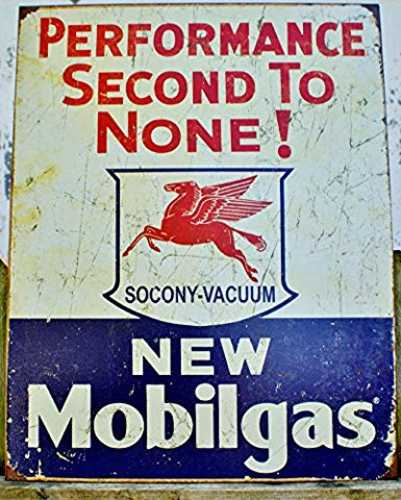 PERFORMANCE
SECOND TO
NONE!
SOCONY-VACUUM
NEW
Mobilgas®